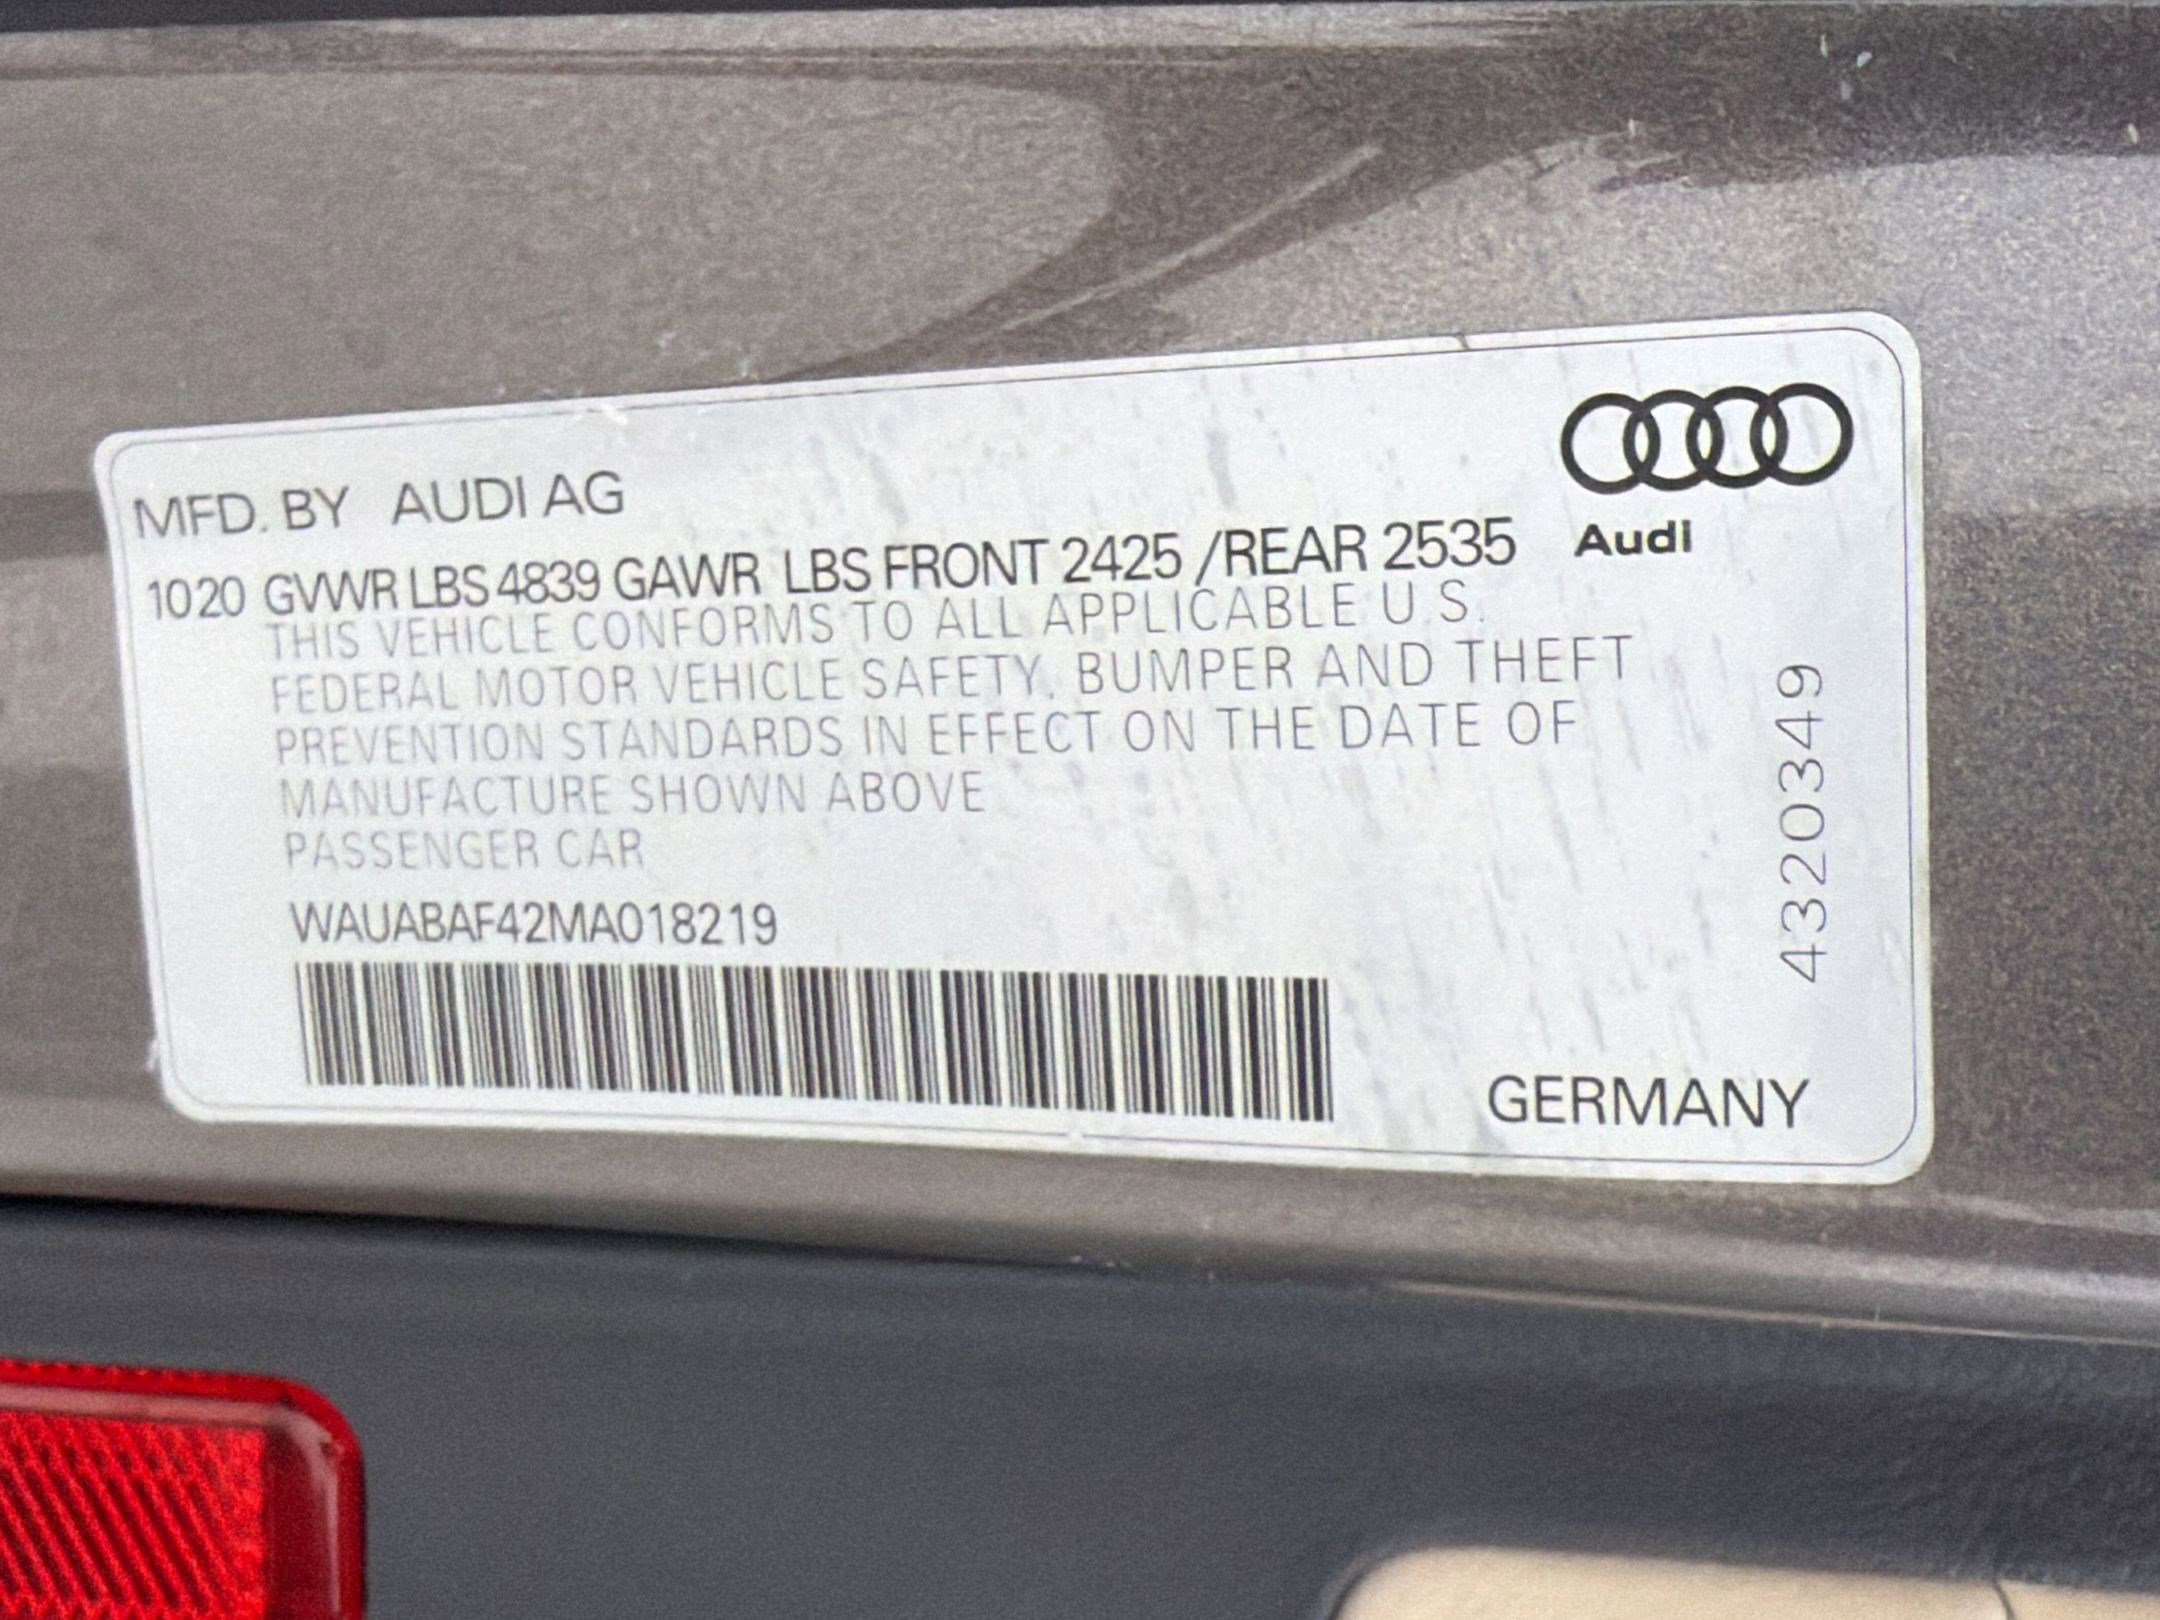 MFD. BY AUDI AG
Audi
1020 GVWR LBS 4839 GAWR LBS FRONT 2425 /REAR 2535
THIS VEHICLE CONFORMS TO ALL APPLICABLE U.S.
FEDERAL MOTOR VEHICLE SAFETY, BUMPER AND THEFT
PREVENTION STANDARDS IN EFFECT ON THE DATE OF
MANUFACTURE SHOWN ABOVE
PASSENGER CAR
WAUABAF42MA018219
4320349
GERMANY